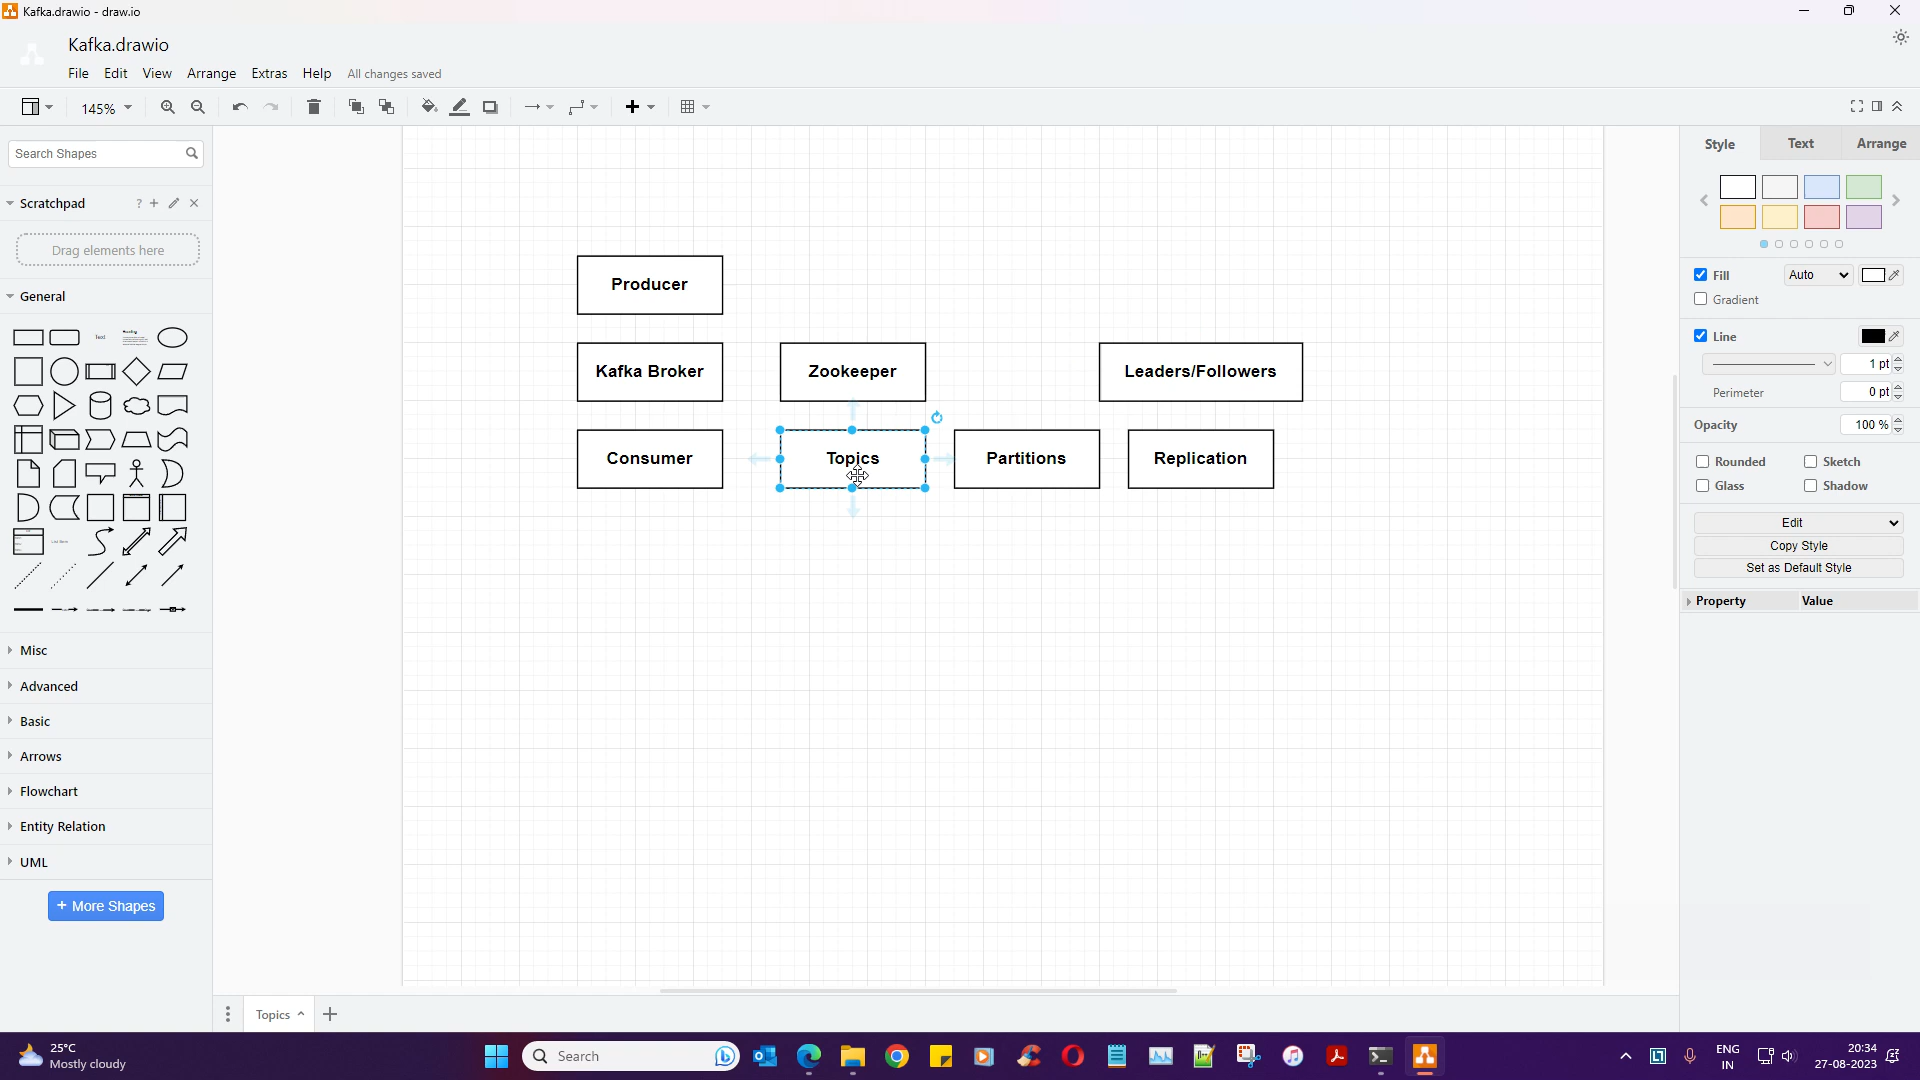 Kafka.drawio - draw.io
Kafka.drawio
File Edit View Arrange Extras Help All changes saved
145%
Search Shapes
Scratchpad ?
Drag elements here
General
Text
Heading
Misc
Advanced
Basic
Arrows
Flowchart
Entity Relation
UML
+ More Shapes
Producer
Kafka Broker
Zookeeper
Leaders/Followers
Consumer
Topics
Partitions
Replication
Topics
Style Text Arrange
Fill Auto
Gradient
Line
1 pt
Perimeter 0 pt
Opacity 100 %
Rounded Sketch
Glass Shadow
Edit
Copy Style
Set as Default Style
Property Value
25°C
Mostly cloudy
Search
ENG
IN
20:34
27-08-2023